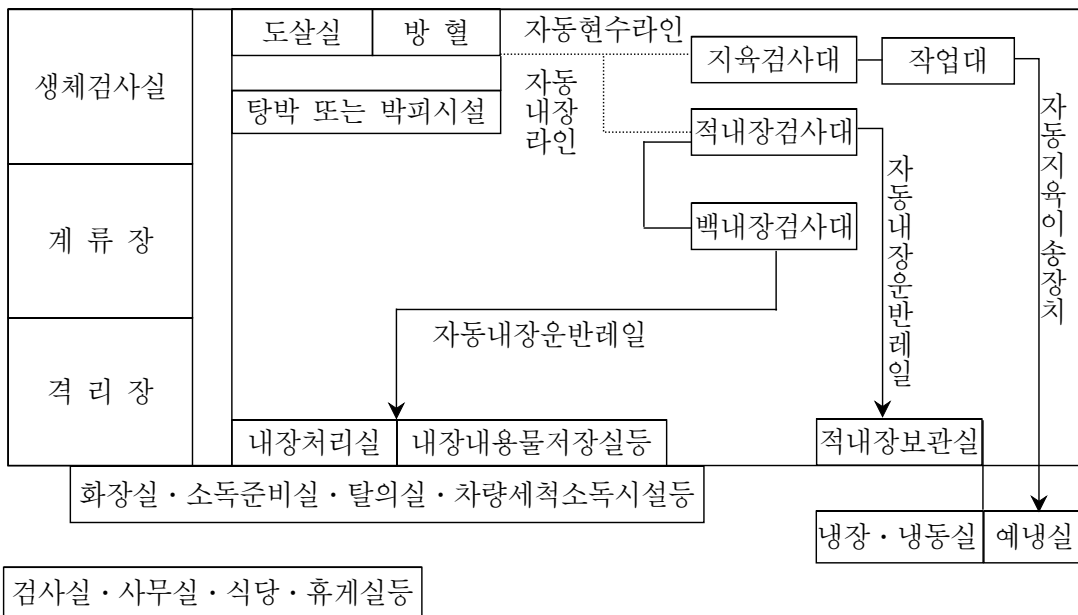 도살실
방 혈
자동현수라인
지육검사대
작업대
생체검사실
탕박 또는 박피시설
자동
내장
라인
적내장검사대
자동지육이송장치
자동내장운반레일
계 류 장
백내장검사대
자동내장운반레일
격 리 장
내장처리실
내장내용물저장실등
적내장보관실
화장실·소독준비실·탈의실·차량세척소독시설등
냉장·냉동실
예냉실
검사실·사무실·식당·휴게실등